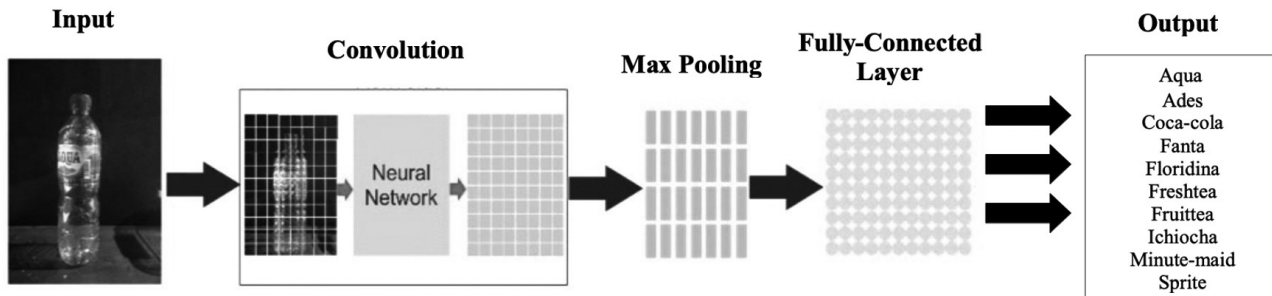 Input
Convolution
Max Pooling
Fully-Connected
Layer
Output
AQUA
Neural
Network
Aqua
Ades
Coca-cola
Fanta
Floridina
Freshtea
Fruittea
Ichiocha
Minute-maid
Sprite